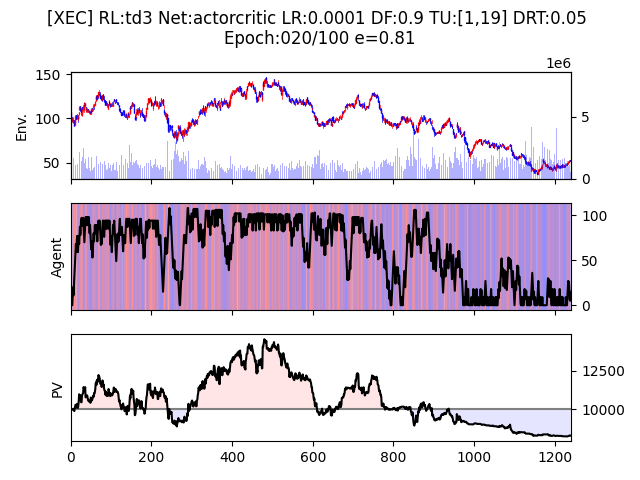 [XEC] RL:td3 Net:actorcritic LR:0.0001 DF:0.9 TU:[1,19] DRT:0.05
Epoch:020/100 e=0.81
1e6
150
100
50
Env.
5
0
Agent
100
50
0
PV
12500
10000
0 200 400 600 800 1000 1200